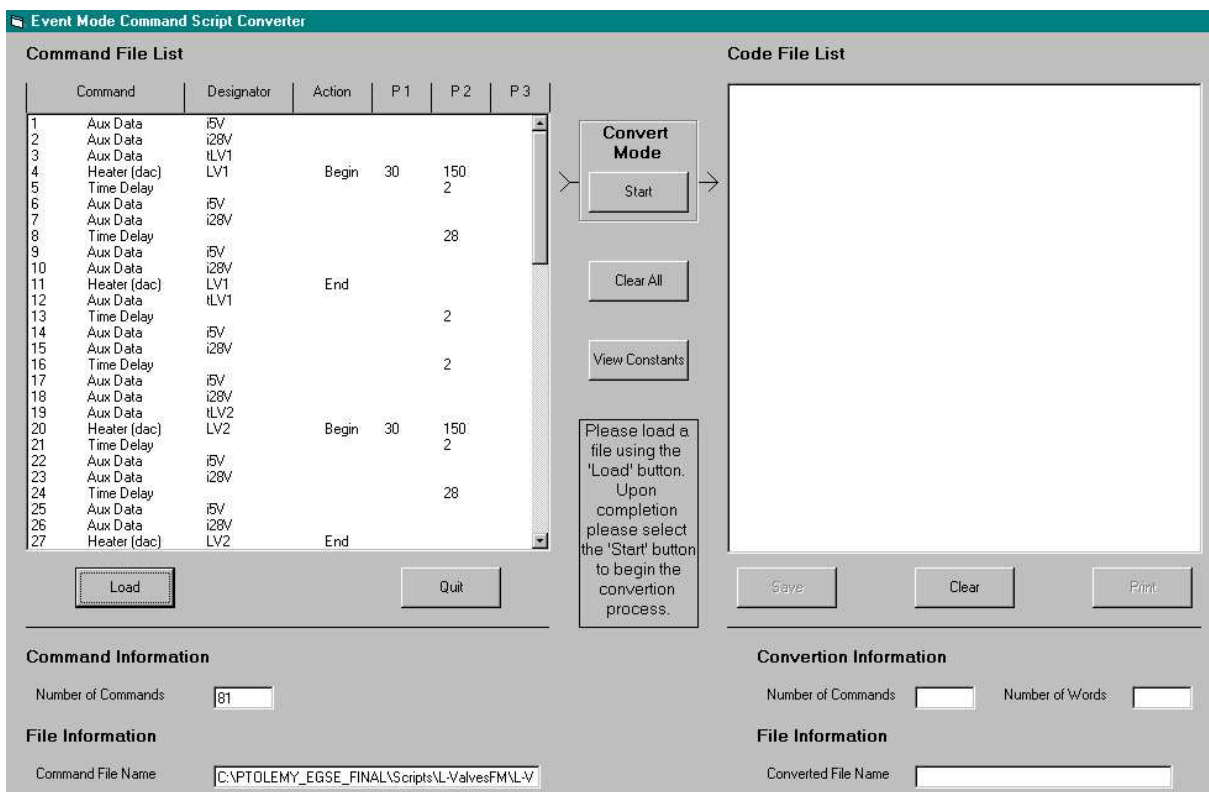 Event Mode Command Script Converter
Command File List
Command Designator Action P 1 P 2 P 3
1 Aux Data i5V
2 Aux Data i28V
3 Aux Data tLV1
4 Heater (dac) LV1 Begin 30 150
5 Time Delay 2
6 Aux Data i5V
7 Aux Data i28V
8 Time Delay 28
9 Aux Data i5V
10 Aux Data i28V
11 Heater (dac) LV1 End
12 Aux Data tLV1
13 Time Delay 2
14 Aux Data i5V
15 Aux Data i28V
16 Time Delay 2
17 Aux Data i5V
18 Aux Data i28V
19 Aux Data tLV2
20 Heater (dac) LV2 Begin 30 150
21 Time Delay 2
22 Aux Data i5V
23 Aux Data i28V
24 Time Delay 28
25 Aux Data i5V
26 Aux Data i28V
27 Heater (dac) LV2 End
Load Quit
Convert
Mode
Start
Clear All
View Constants
Please load a
file using the
'Load' button.
Upon
completion
please select
the 'Start' button
to begin the
convertion
process.
Code File List
Save Clear Print
Command Information
Number of Commands 81
File Information
Command File Name C:\PTOLEMY_EGSE_FINAL\Scripts\L-ValvesFM\L-V
Convertion Information
Number of Commands Number of Words
File Information
Converted File Name